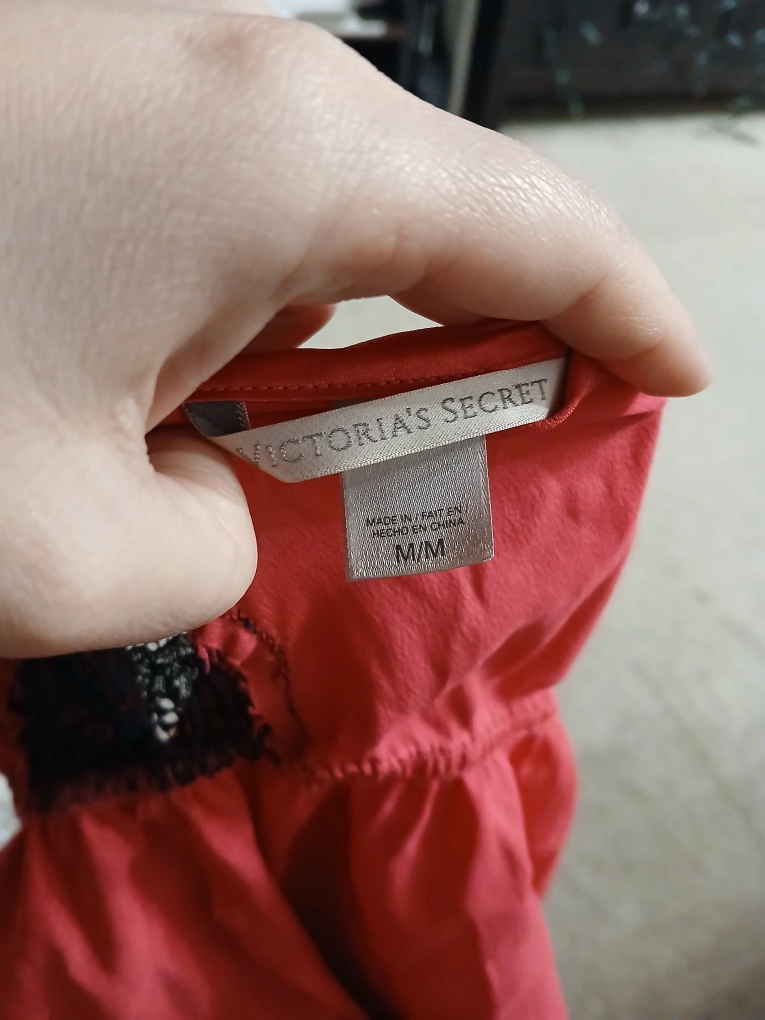 VICTORIA'S SECRET
MADE IN / FAIT EN /
HECHO EN CHINA
M/M